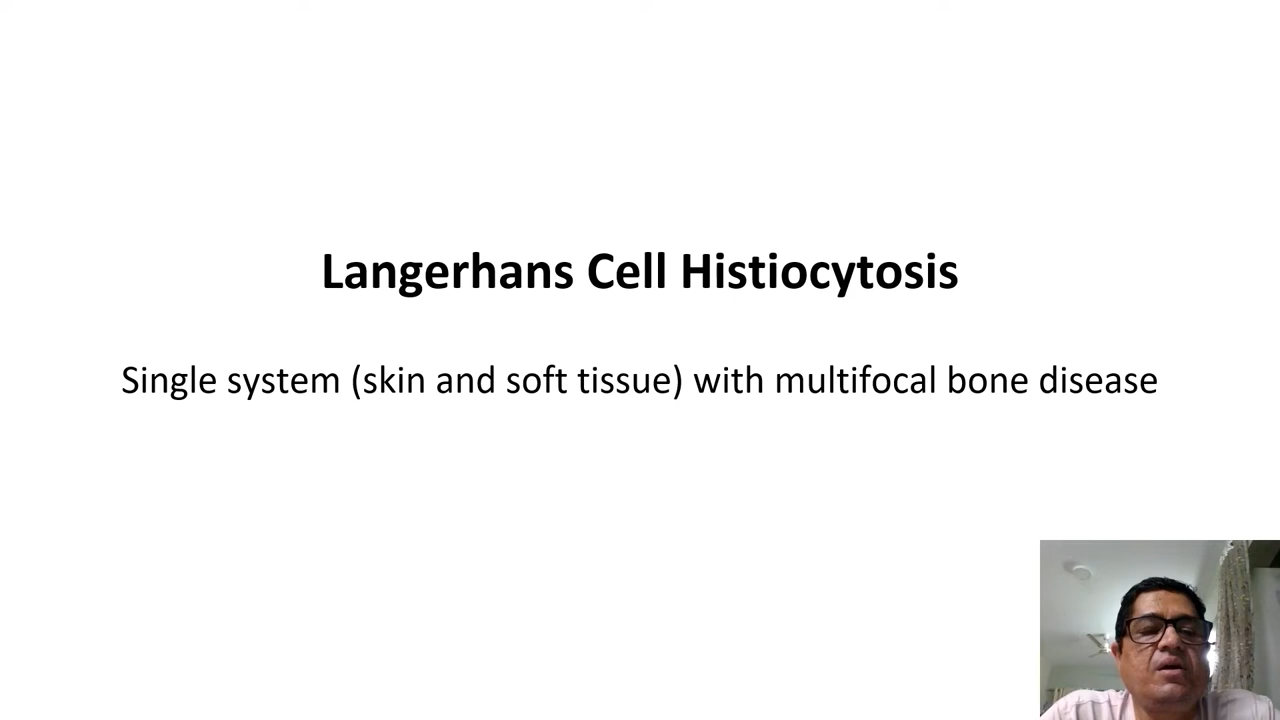 Langerhans Cell Histiocytosis
Single system (skin and soft tissue) with multifocal bone disease